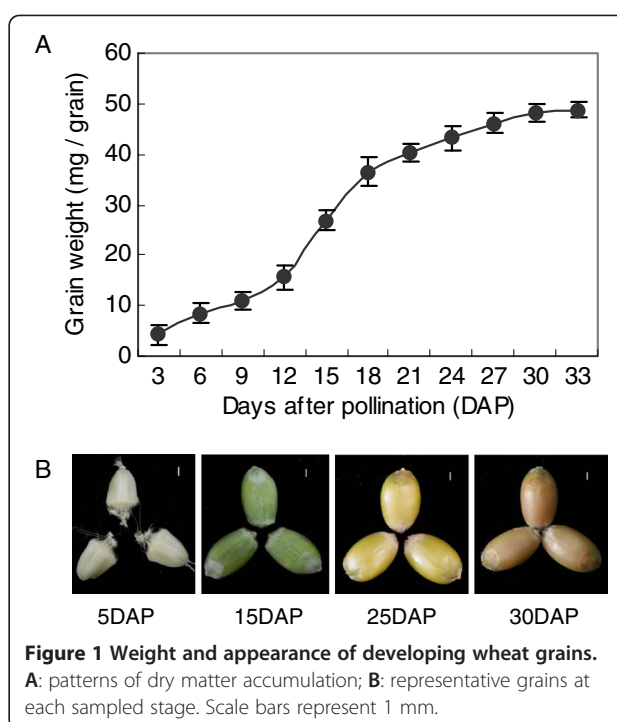 A
Grain weight (mg / grain)
60
50
40
30
20
10
0
3 6 9 12 15 18 21 24 27 30 33
Days after pollination (DAP)
B
5DAP 15DAP 25DAP 30DAP
Figure 1 Weight and appearance of developing wheat grains.
A: patterns of dry matter accumulation; B: representative grains at
each sampled stage. Scale bars represent 1 mm.